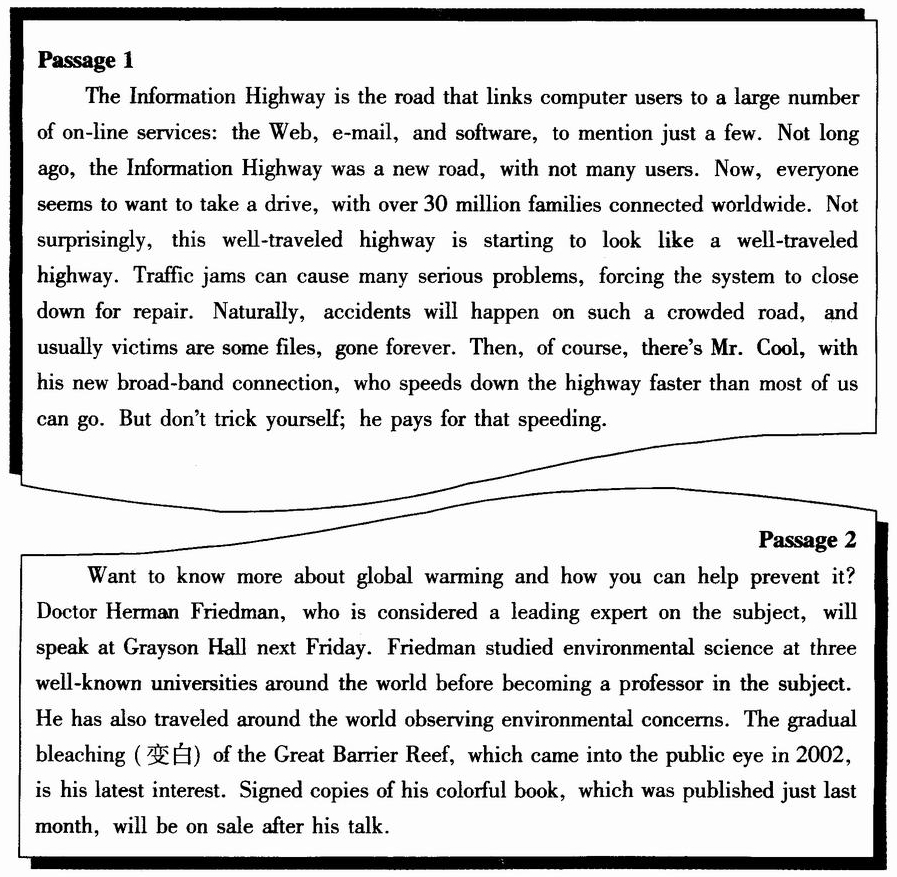 Passage 1
The Information Highway is the road that links computer users to a large number
of on-line services: the Web, e-mail, and software, to mention just a few. Not long
ago, the Information Highway was a new road, with not many users. Now, everyone
seems to want to take a drive, with over 30 million families connected worldwide. Not
surprisingly, this well-traveled highway is starting to look like a well-traveled
highway. Traffic jams can cause many serious problems, forcing the system to close
down for repair. Naturally, accidents will happen on such a crowded road, and
usually victims are some files, gone forever. Then, of course, there's Mr. Cool, with
his new broad-band connection, who speeds down the highway faster than most of us
can go. But don't trick yourself; he pays for that speeding.
Passage 2
Want to know more about global warming and how you can help prevent it?
Doctor Herman Friedman, who is considered a leading expert on the subject, will
speak at Grayson Hall next Friday. Friedman studied environmental science at three
well-known universities around the world before becoming a professor in the subject.
He has also traveled around the world observing environmental concerns. The gradual
bleaching (变白) of the Great Barrier Reef, which came into the public eye in 2002,
is his latest interest. Signed copies of his colorful book, which was published just last
month, will be on sale after his talk.